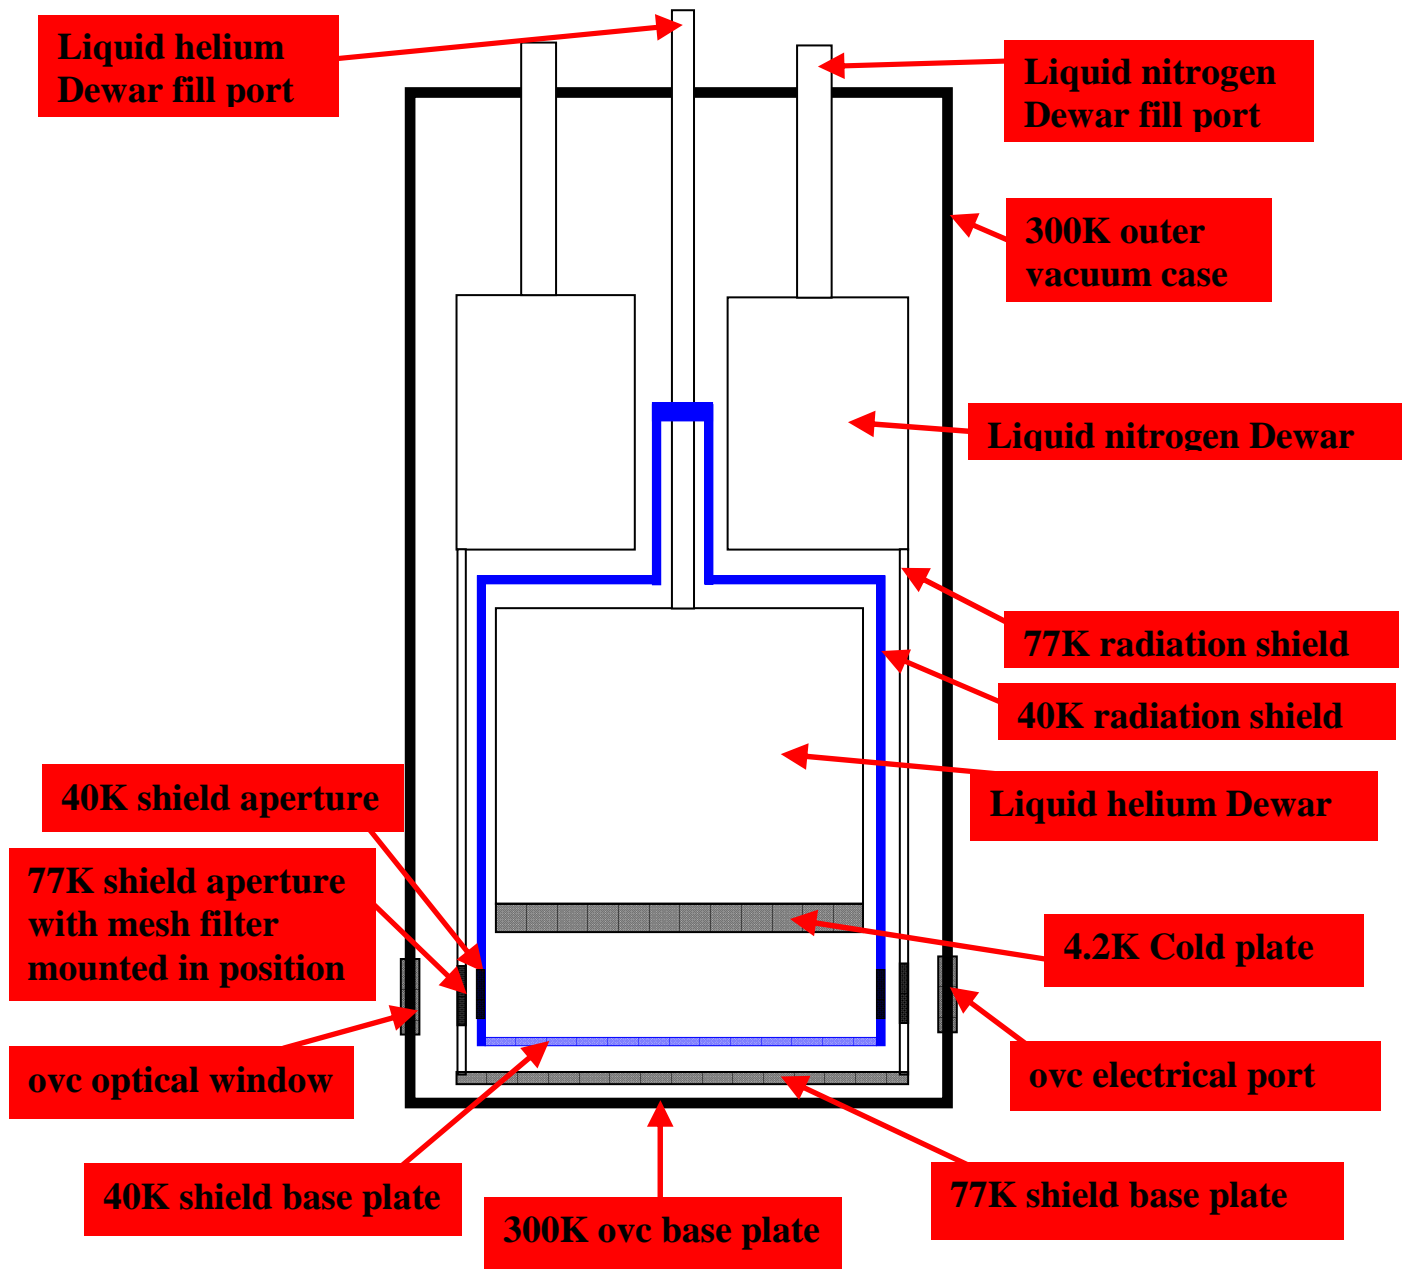 Liquid helium
Dewar fill port
Liquid nitrogen
Dewar fill port
300K outer
vacuum case
Liquid nitrogen Dewar
77K radiation shield
40K radiation shield
40K shield aperture
Liquid helium Dewar
77K shield aperture
with mesh filter
mounted in position
4.2K Cold plate
ovc optical window
ovc electrical port
40K shield base plate
77K shield base plate
300K ovc base plate